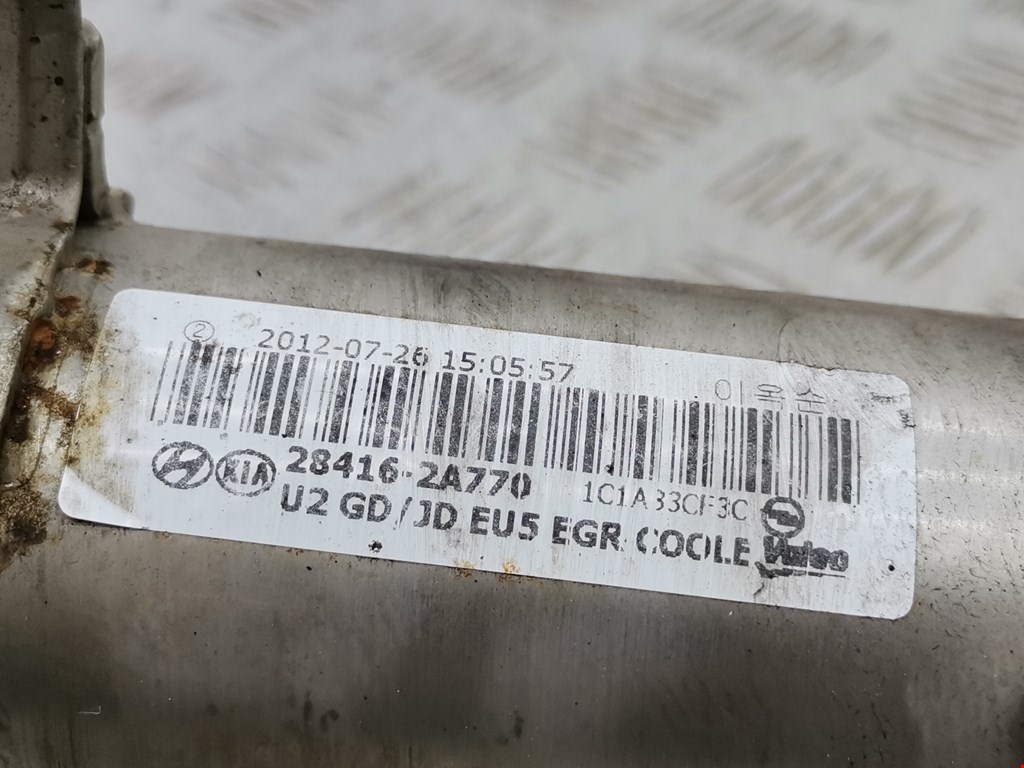 ② 2012-07-26 15:05:57 이옥순
KIA 28416-2A770 1C1A33CF3C
U2 GD/JD EU5 EGR COOLE Valeo